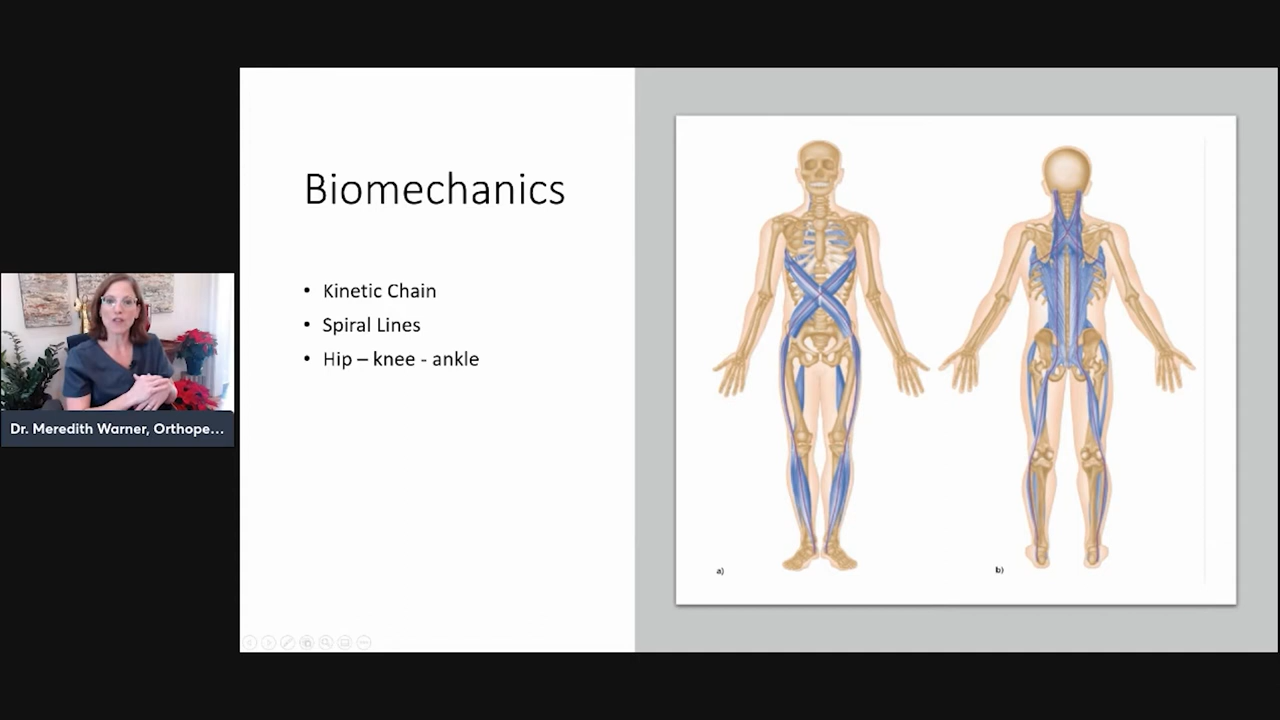 Biomechanics
• Kinetic Chain
• Spiral Lines
• Hip – knee - ankle
Dr. Meredith Warner, Orthope...
a)
b)